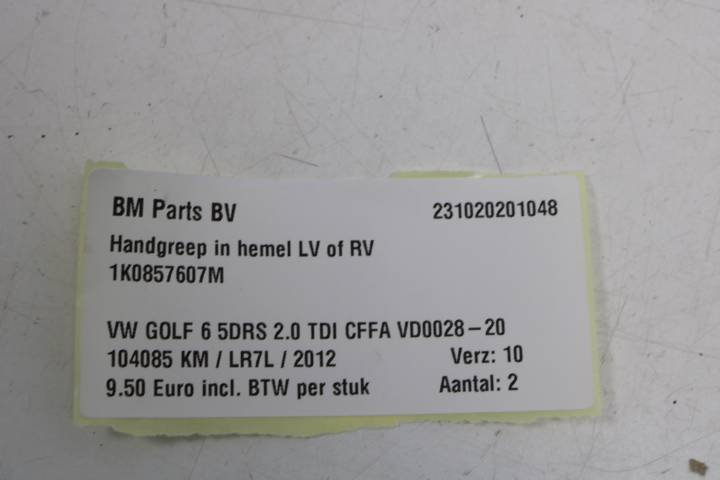 BM Parts BV 231020201048
Handgreep in hemel LV of RV
1K0857607M
VW GOLF 6 5DRS 2.0 TDI CFFA VD0028-20
104085 KM / LR7L / 2012 Verz: 10
9.50 Euro incl. BTW per stuk Aantal: 2